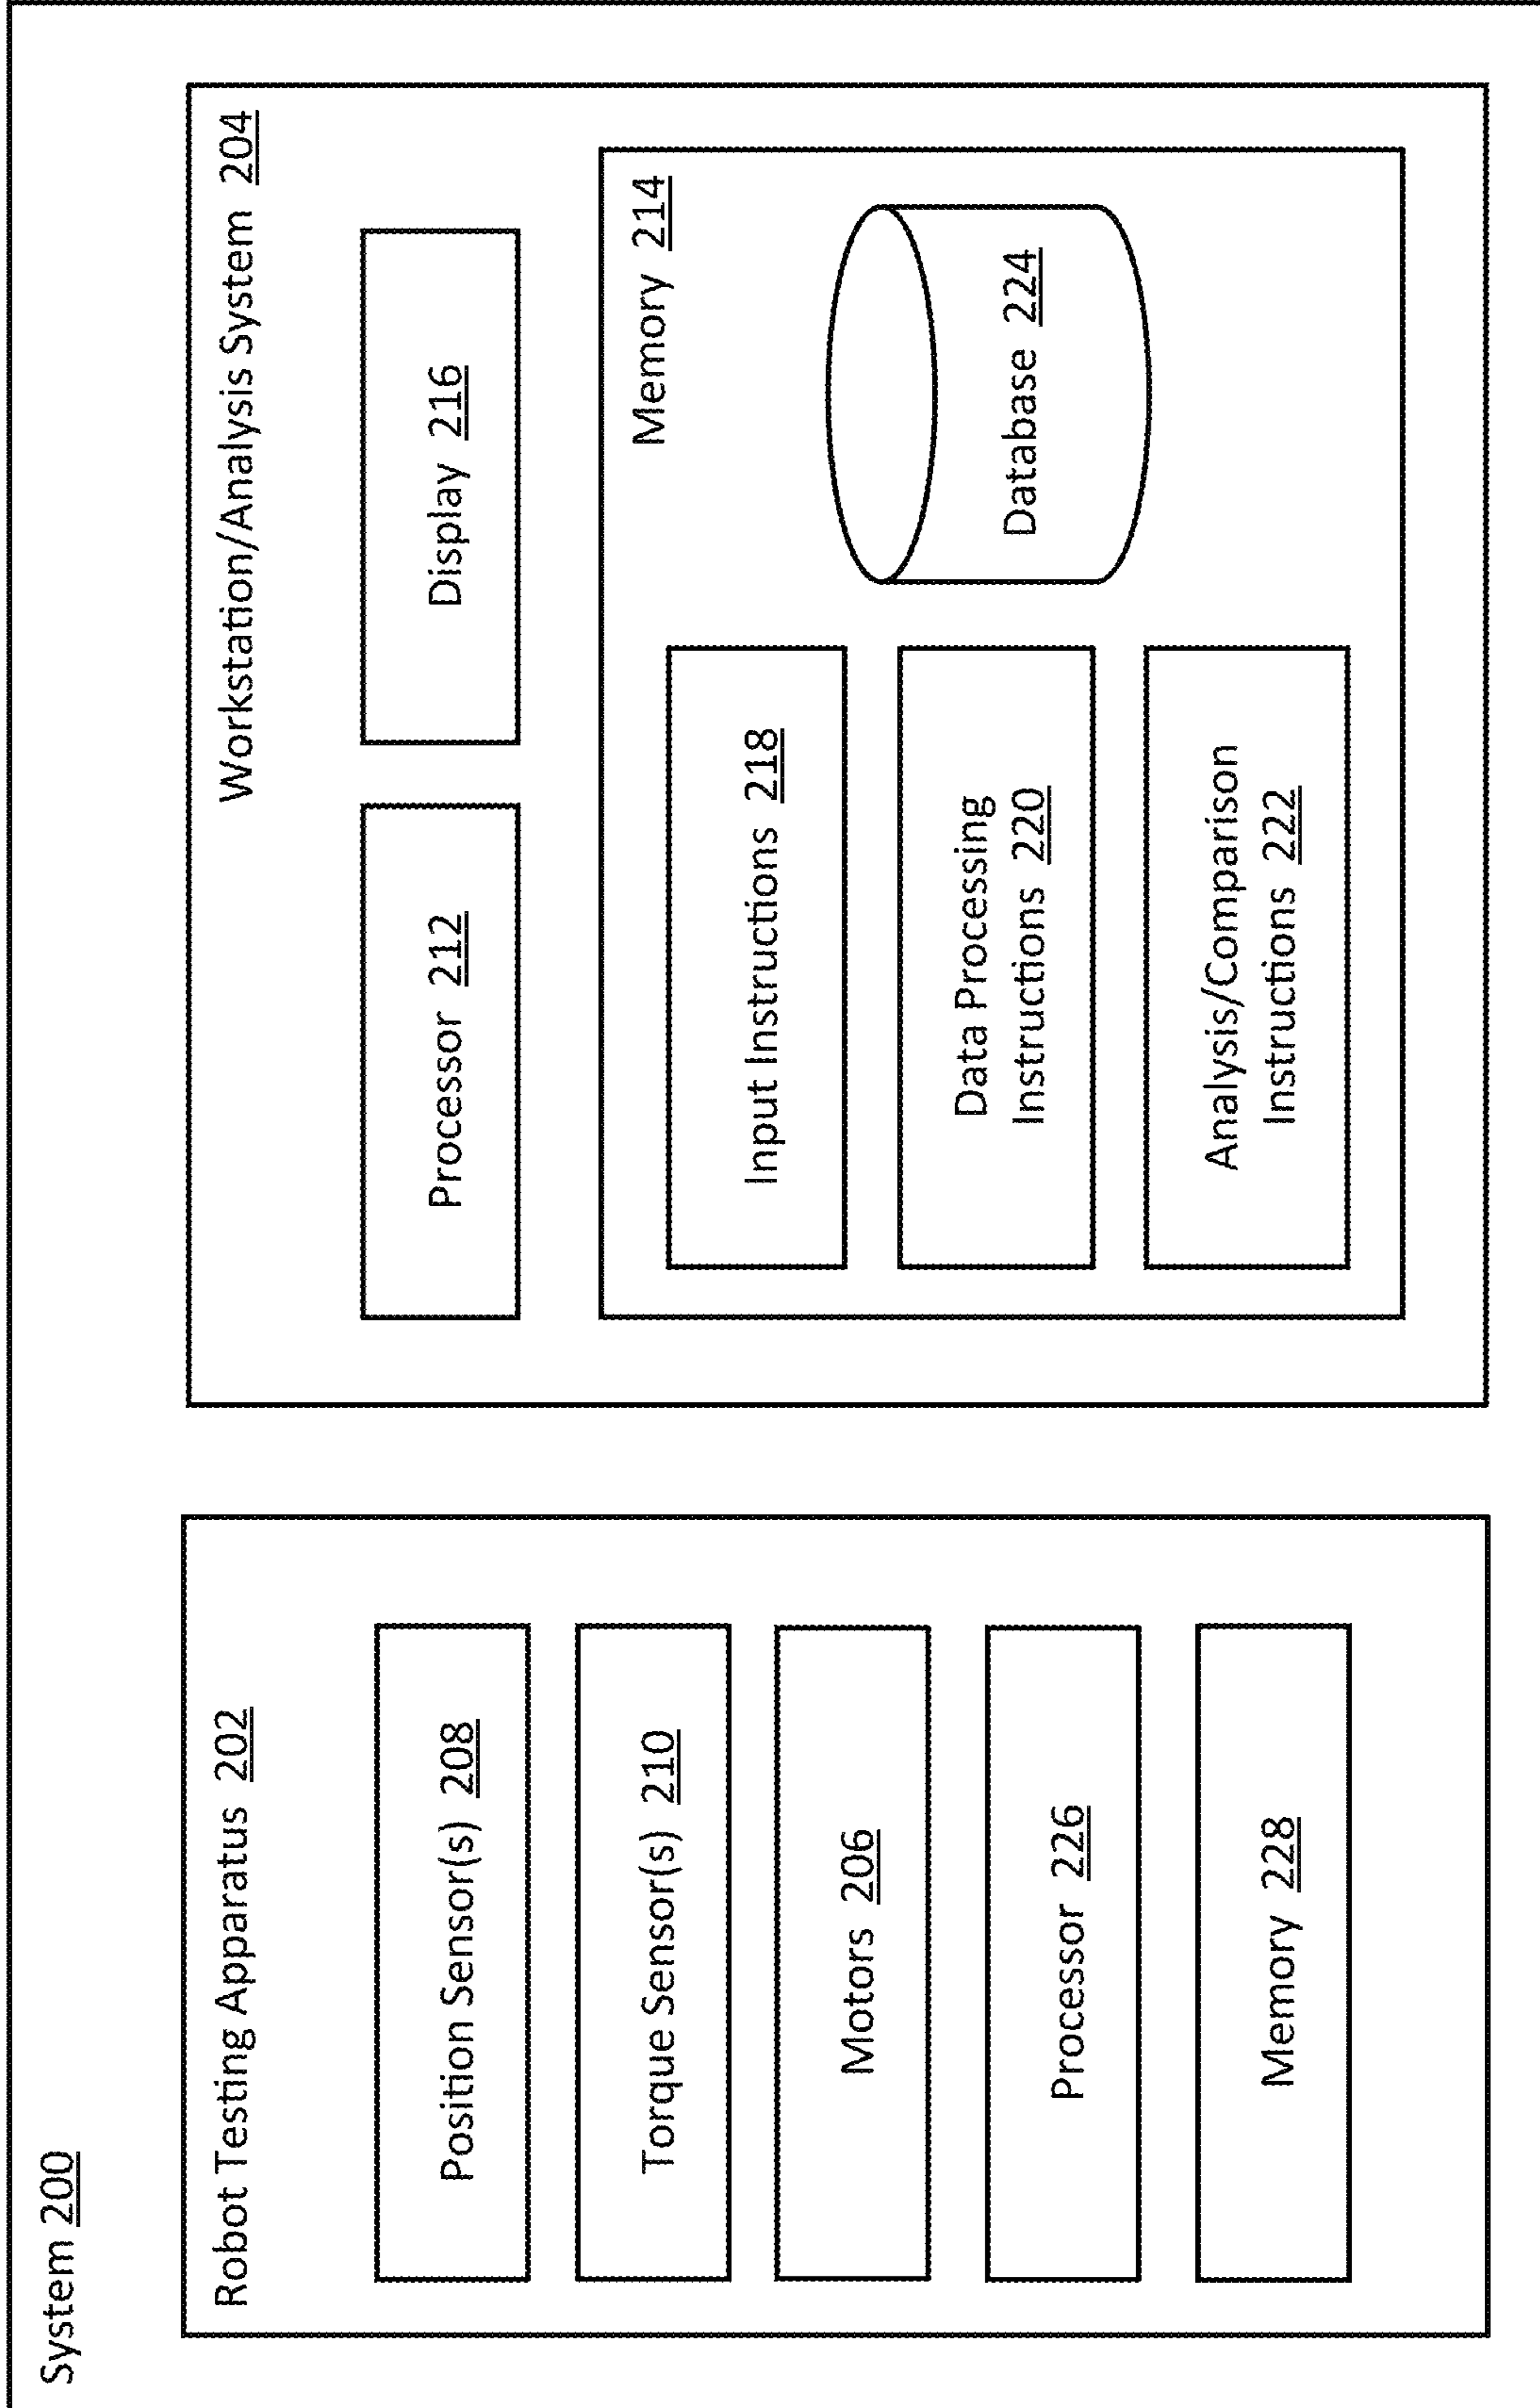 System 200
Robot Testing Apparatus 202
Position Sensor(s) 208
Torque Sensor(s) 210
Motors 206
Processor 226
Memory 228
Workstation/Analysis System 204
Processor 212
Display 216
Memory 214
Input Instructions 218
Data Processing
Instructions 220
Analysis/Comparison
Instructions 222
Database 224